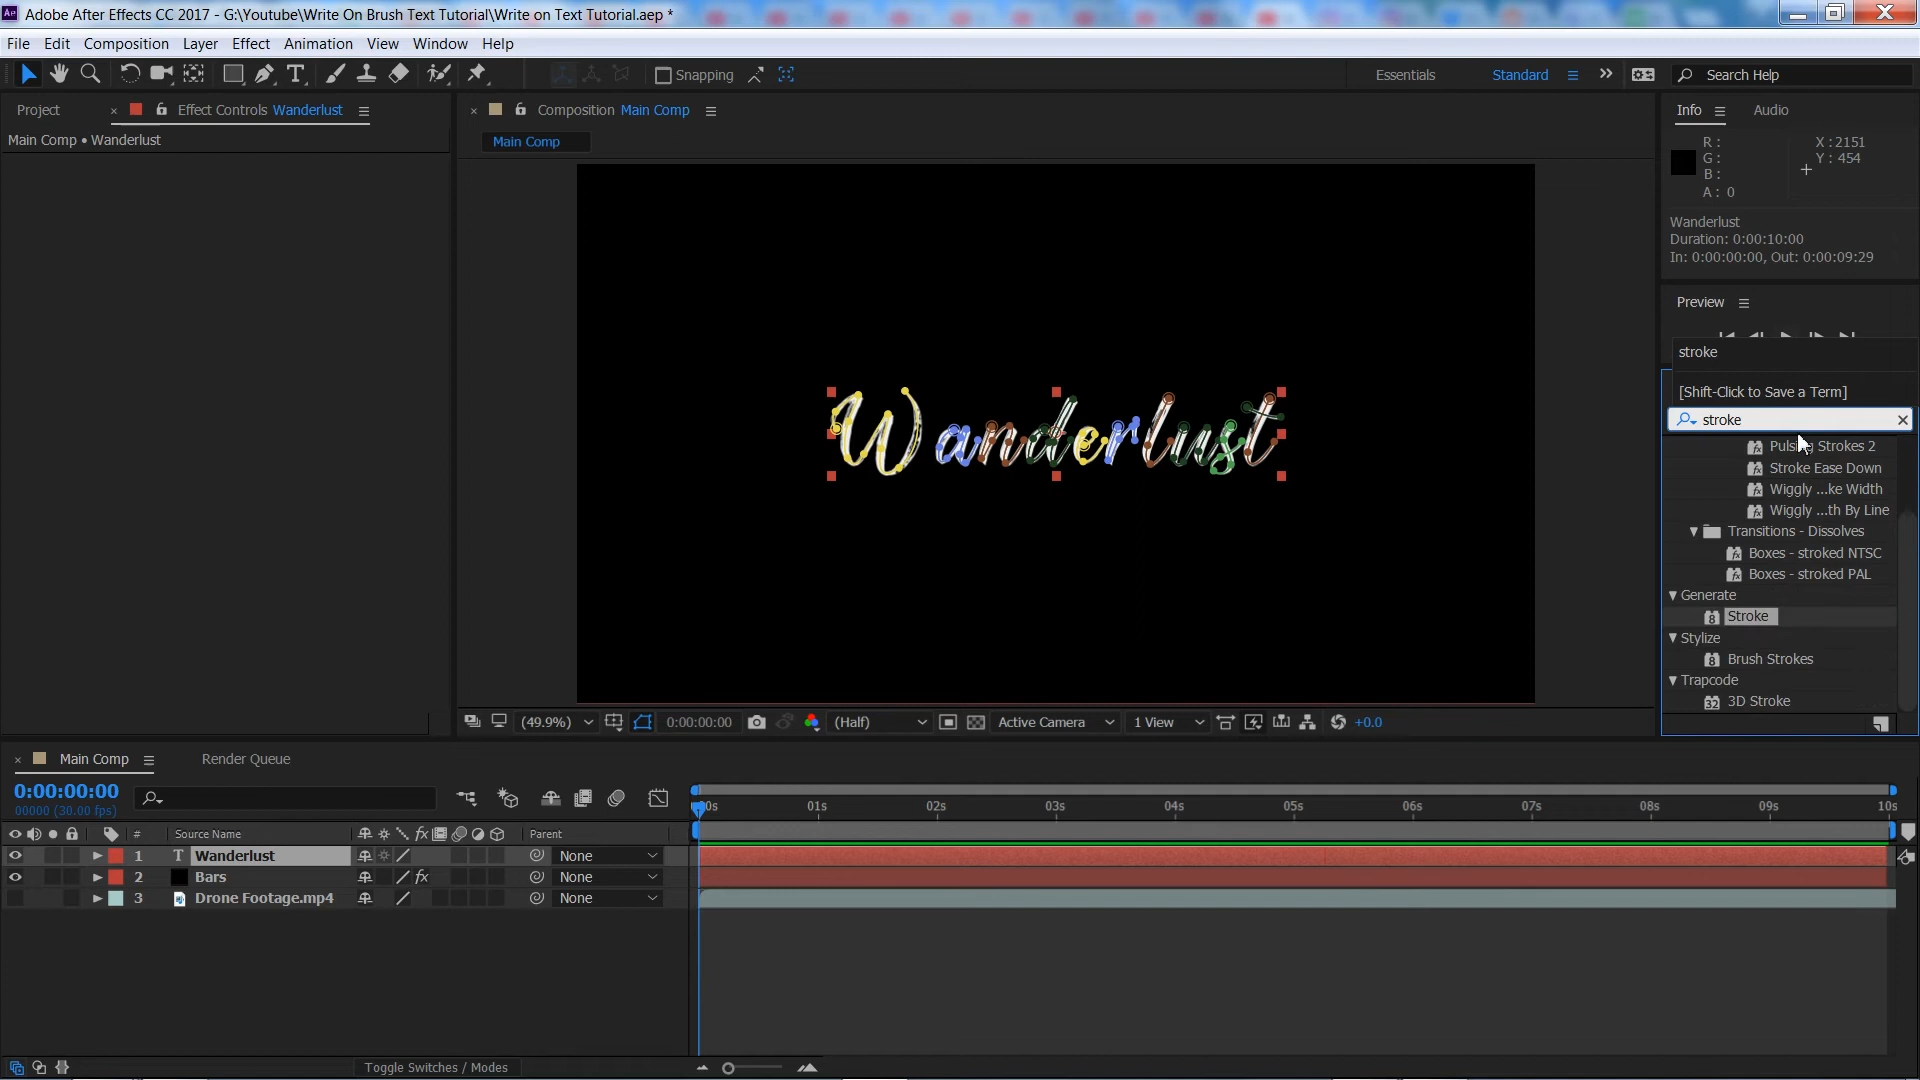 Adobe After Effects CC 2017 - G:\Youtube\Write On Brush Text Tutorial\Write on Text Tutorial.aep *
File Edit Composition Layer Effect Animation View Window Help
Snapping Essentials Standard Search Help
Project Effect Controls Wanderlust Composition Main Comp Info Audio
Main Comp • Wanderlust
Main Comp
R :
G :
B :
A : 0
X : 2151
Y : 454
Wanderlust
Duration: 0:00:10:00
In: 0:00:00:00, Out: 0:00:09:29
Preview
stroke
[Shift-Click to Save a Term]
stroke
Stroke Ease Down
Wiggly ...ke Width
Wiggly ...th By Line
Transitions - Dissolves
Boxes - stroked NTSC
Boxes - stroked PAL
Generate
Stroke
Stylize
Brush Strokes
Trapcode
3D Stroke
Wanderlust
(49.9%) 0:00:00:00 (Half) Active Camera 1 View +0.0
Main Comp Render Queue
0:00:00:00
00000 (30.00 fps)
00s 01s 02s 03s 04s 05s 06s 07s 08s 09s 10s
# Source Name Parent
1 T Wanderlust None
2 Bars None
3 Drone Footage.mp4 None
Toggle Switches / Modes